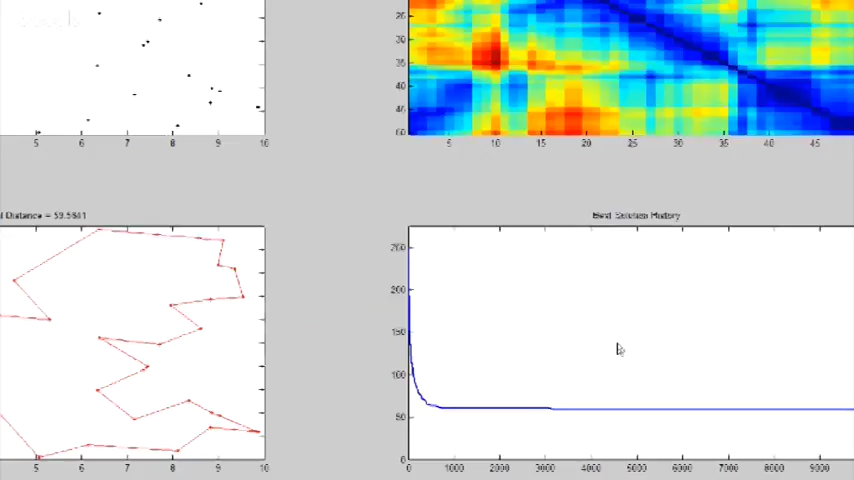 25
30
35
40
45
50
5 6 7 8 9 10
5 10 15 20 25 30 35 40 45
l Distance = 59.5641
Best Solution History
250
200
150
100
50
0
5 6 7 8 9 10
0 1000 2000 3000 4000 5000 6000 7000 8000 9000